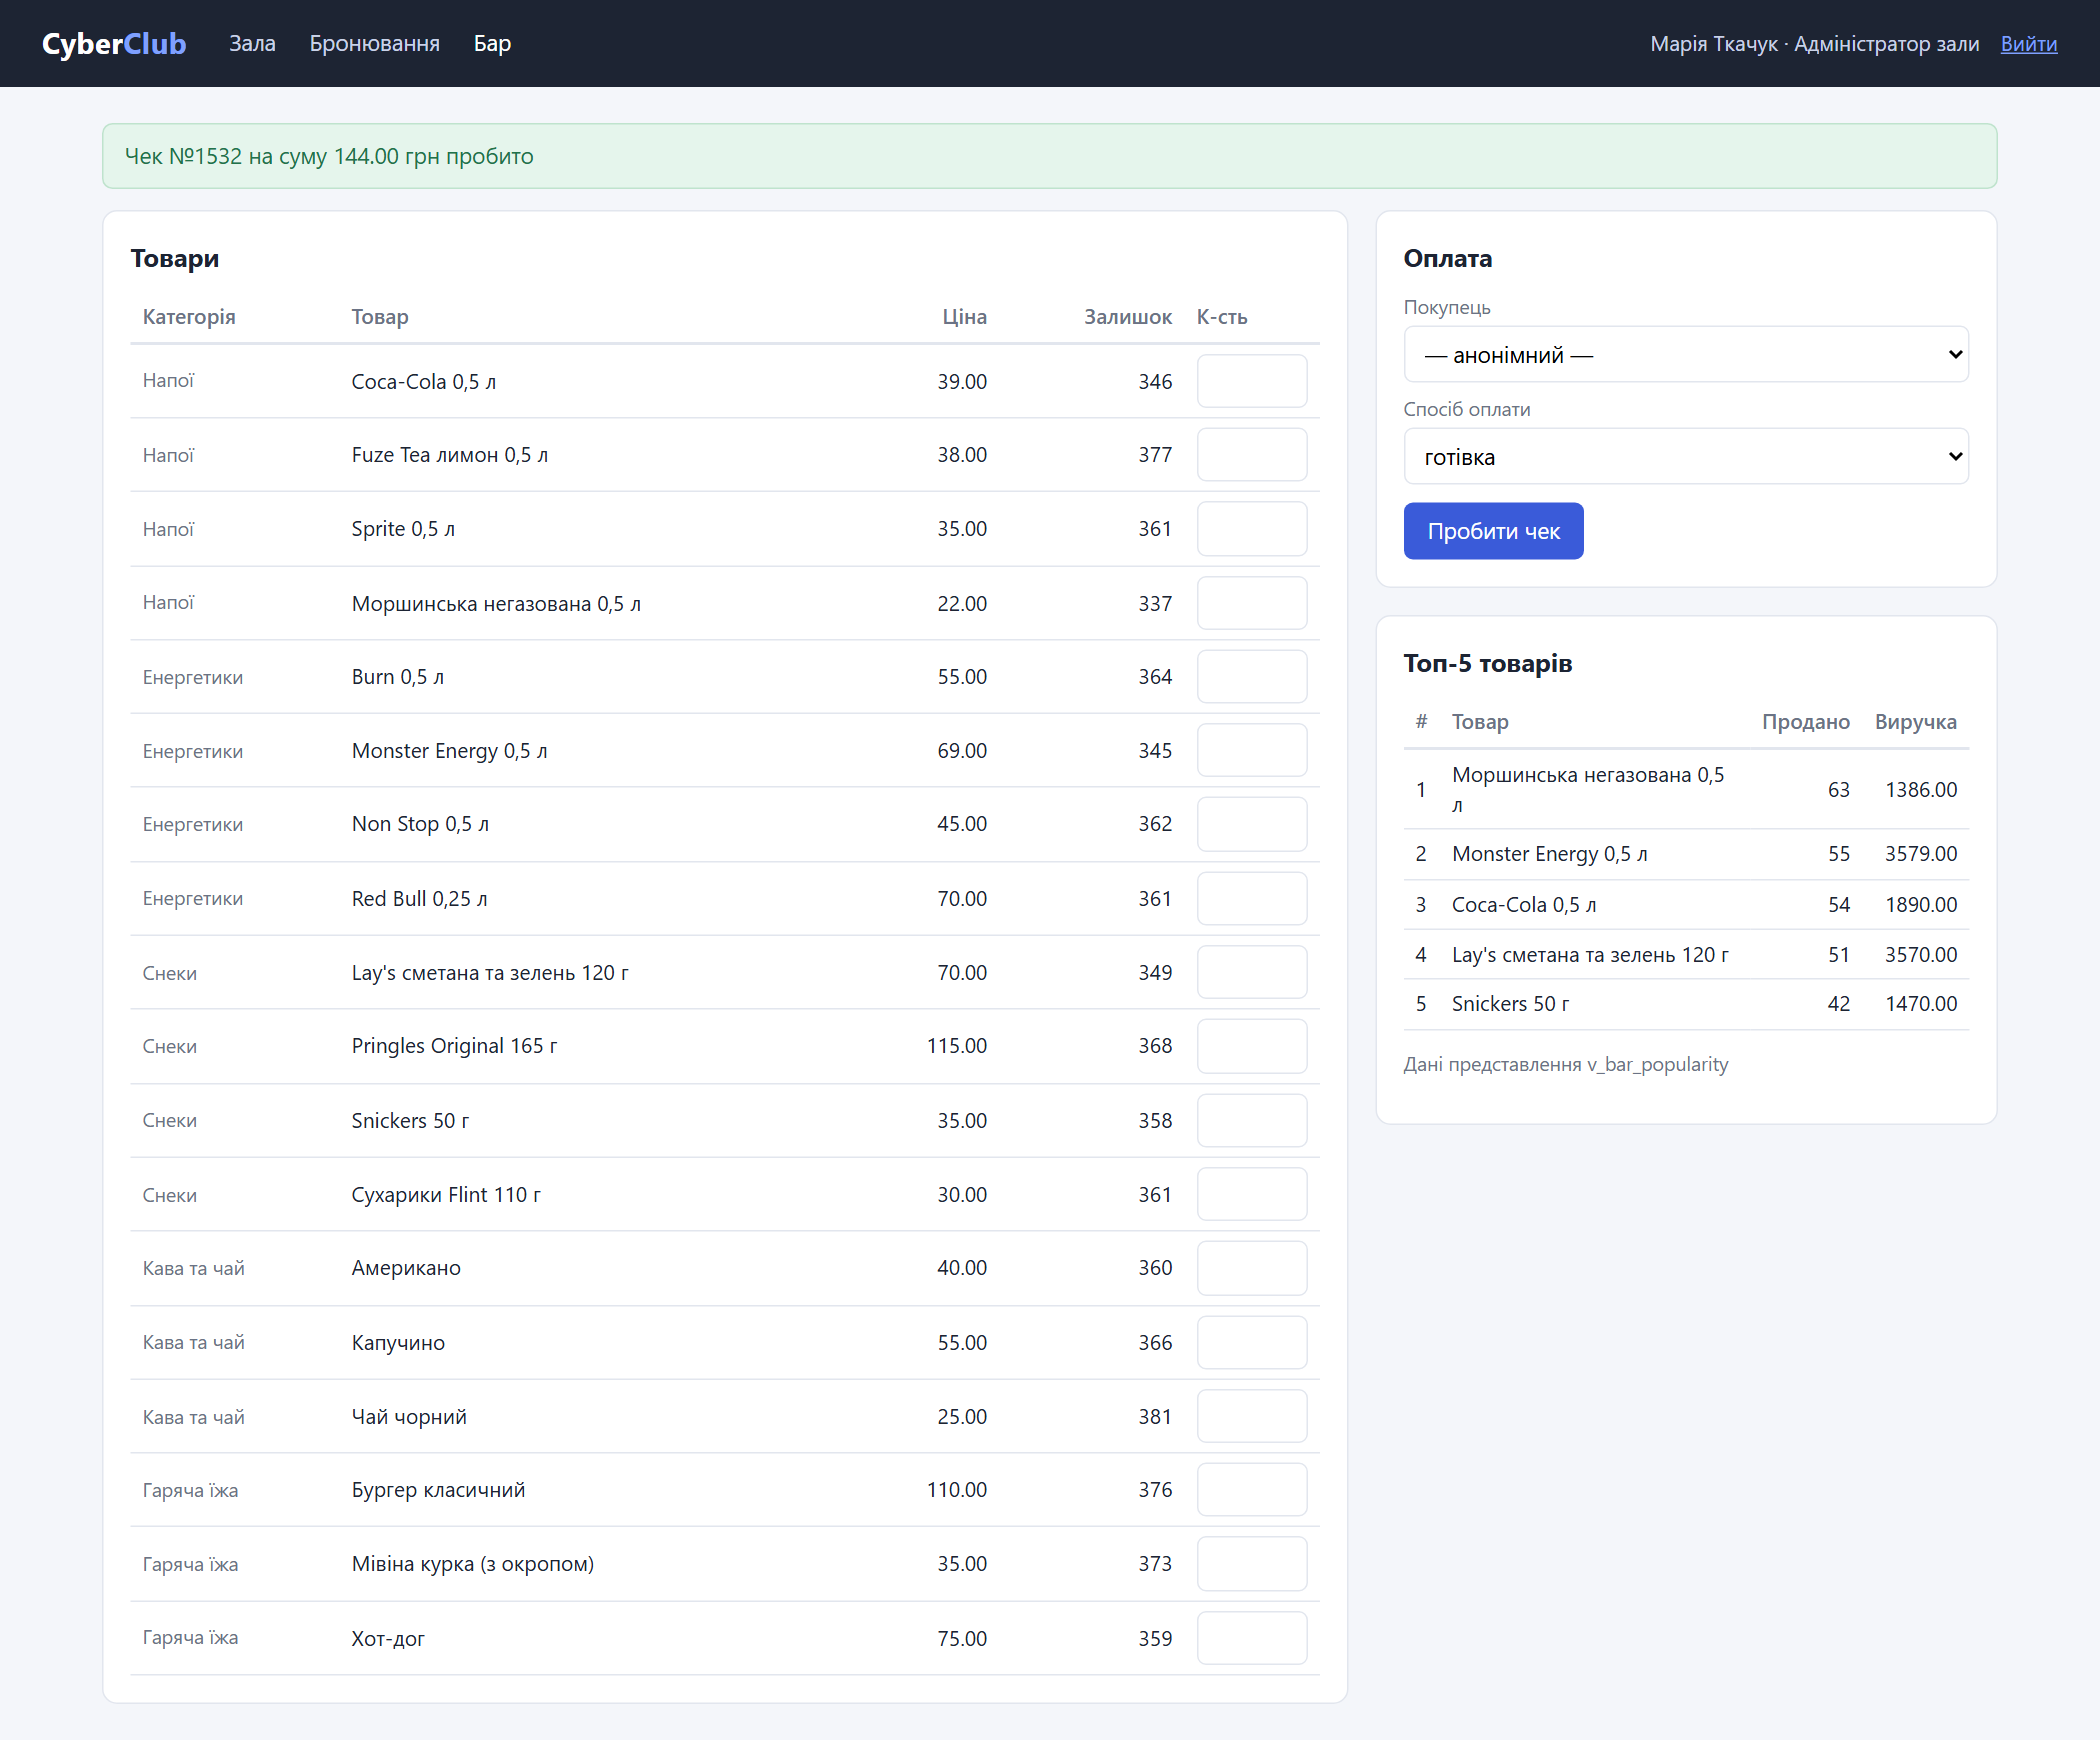 CyberClub Зала Бронювання Бар Марія Ткачук · Адміністратор зали Вийти
Чек №1532 на суму 144.00 грн пробито
Товари
Категорія Товар Ціна Залишок К-сть
Напої Coca-Cola 0,5 л 39.00 346
Напої Fuze Tea лимон 0,5 л 38.00 377
Напої Sprite 0,5 л 35.00 361
Напої Моршинська негазована 0,5 л 22.00 337
Енергетики Burn 0,5 л 55.00 364
Енергетики Monster Energy 0,5 л 69.00 345
Енергетики Non Stop 0,5 л 45.00 362
Енергетики Red Bull 0,25 л 70.00 361
Снеки Lay's сметана та зелень 120 г 70.00 349
Снеки Pringles Original 165 г 115.00 368
Снеки Snickers 50 г 35.00 358
Снеки Сухарики Flint 110 г 30.00 361
Кава та чай Американо 40.00 360
Кава та чай Капучино 55.00 366
Кава та чай Чай чорний 25.00 381
Гаряча їжа Бургер класичний 110.00 376
Гаряча їжа Мівіна курка (з окропом) 35.00 373
Гаряча їжа Хот-дог 75.00 359
Оплата
Покупець
— анонімний —
Спосіб оплати
готівка
Пробити чек
Топ-5 товарів
# Товар Продано Виручка
1 Моршинська негазована 0,5 л 63 1386.00
2 Monster Energy 0,5 л 55 3579.00
3 Coca-Cola 0,5 л 54 1890.00
4 Lay's сметана та зелень 120 г 51 3570.00
5 Snickers 50 г 42 1470.00
Дані представлення v_bar_popularity